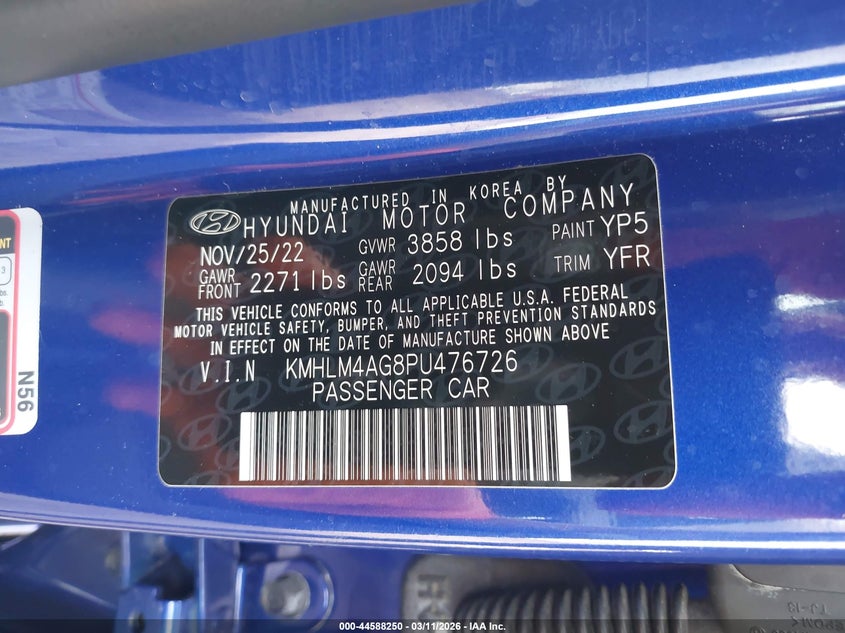 MANUFACTURED IN KOREA BY
HYUNDAI MOTOR COMPANY
NOV/25/22 GVWR 3858 lbs PAINT YP5
GAWR FRONT 2271 lbs GAWR REAR 2094 lbs TRIM YFR
THIS VEHICLE CONFORMS TO ALL APPLICABLE U.S.A. FEDERAL
MOTOR VEHICLE SAFETY, BUMPER, AND THEFT PREVENTION STANDARDS
IN EFFECT ON THE DATE OF MANUFACTURE SHOWN ABOVE
V.I.N KMHLM4AG8PU476726
PASSENGER CAR
N56
000-44588250 - 03/11/2026 - IAA Inc.